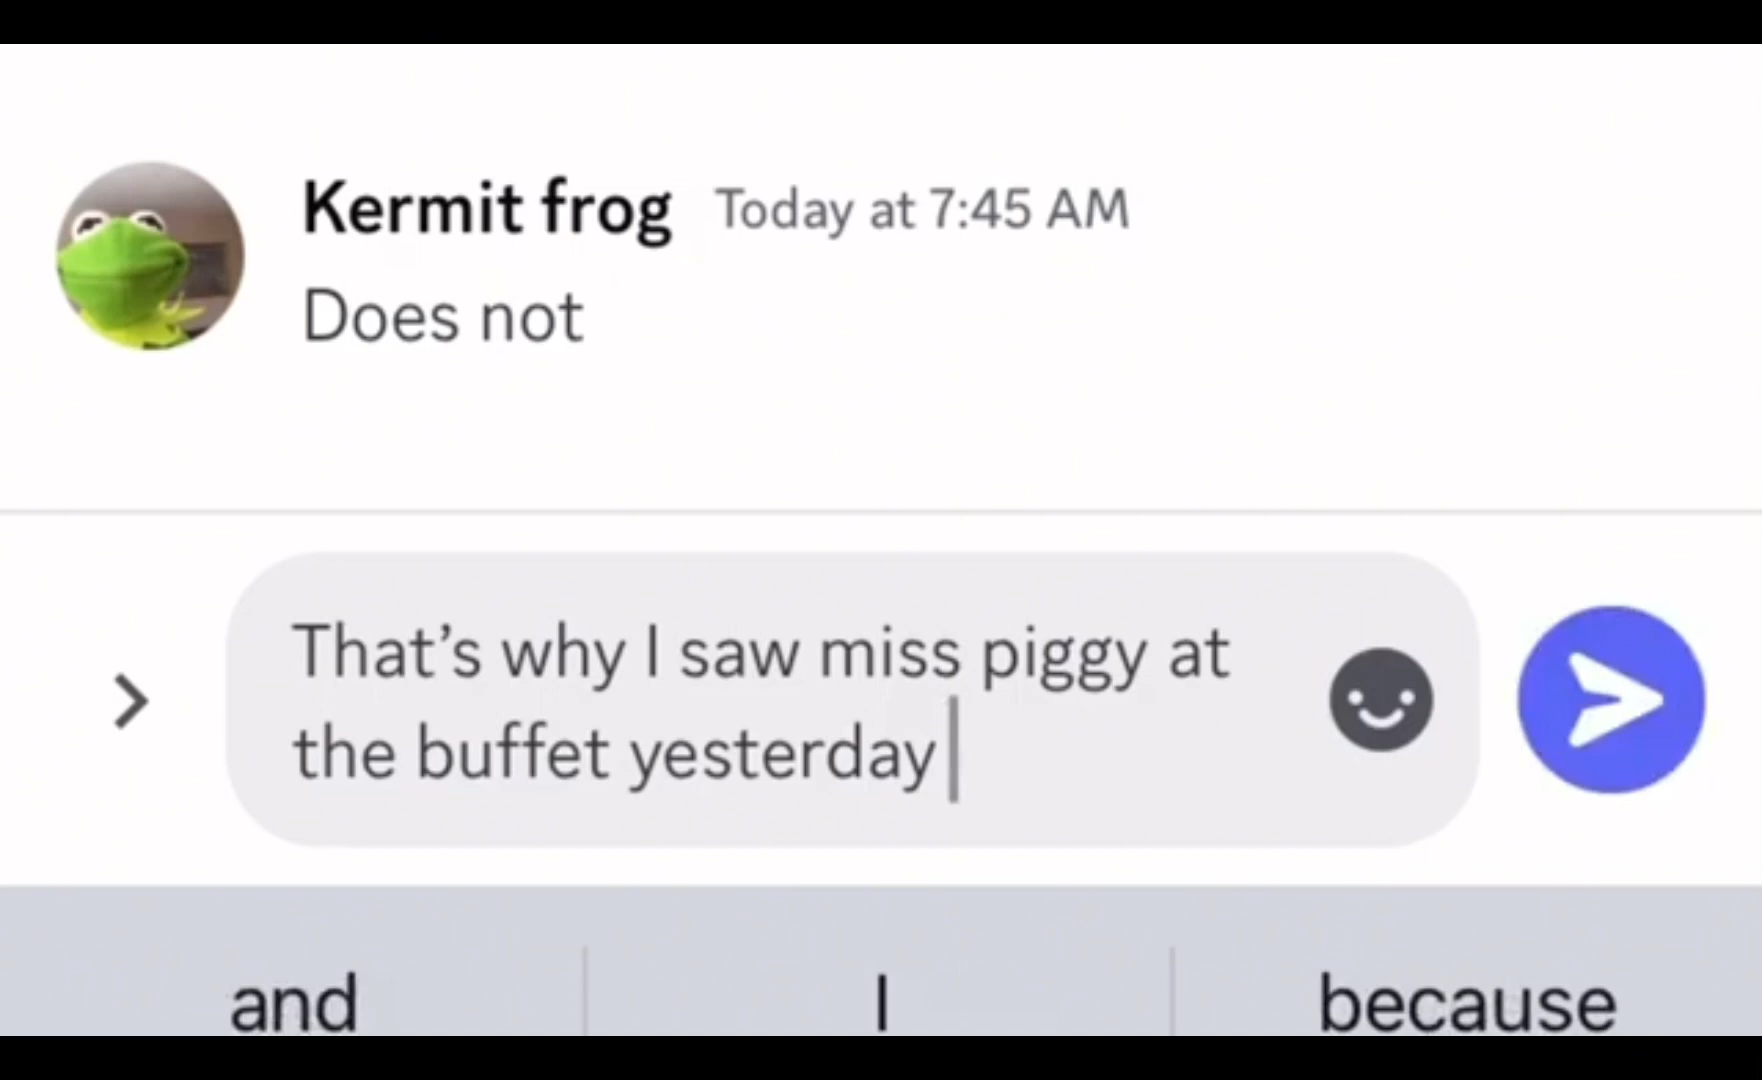 Kermit frog Today at 7:45 AM
Does not
That's why I saw miss piggy at
the buffet yesterday
and I because